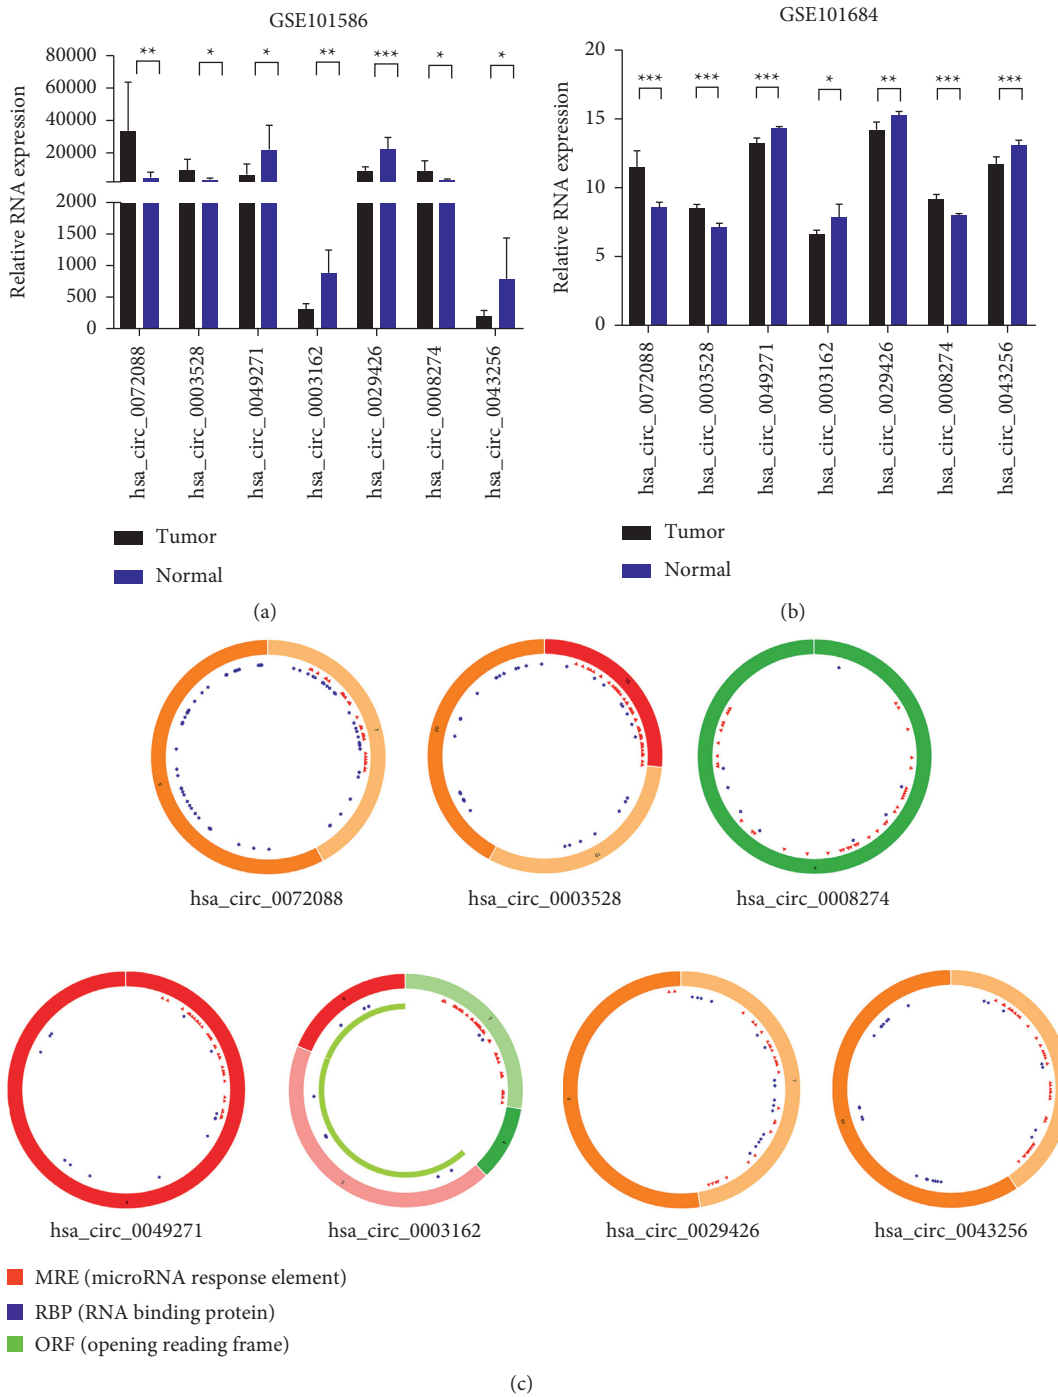 GSE101586
80000
60000
40000
20000
2000
1500
1000
500
0
Relative RNA expression
** * * ** *** * *
hsa_circ_0072088
hsa_circ_0003528
hsa_circ_0049271
hsa_circ_0003162
hsa_circ_0029426
hsa_circ_0008274
hsa_circ_0043256
Tumor
Normal
(a)
GSE101684
20
15
10
5
0
Relative RNA expression
*** *** *** * ** *** ***
hsa_circ_0072088
hsa_circ_0003528
hsa_circ_0049271
hsa_circ_0003162
hsa_circ_0029426
hsa_circ_0008274
hsa_circ_0043256
Tumor
Normal
(b)
hsa_circ_0072088
hsa_circ_0003528
hsa_circ_0008274
hsa_circ_0049271
hsa_circ_0003162
hsa_circ_0029426
hsa_circ_0043256
MRE (microRNA response element)
RBP (RNA binding protein)
ORF (opening reading frame)
(c)